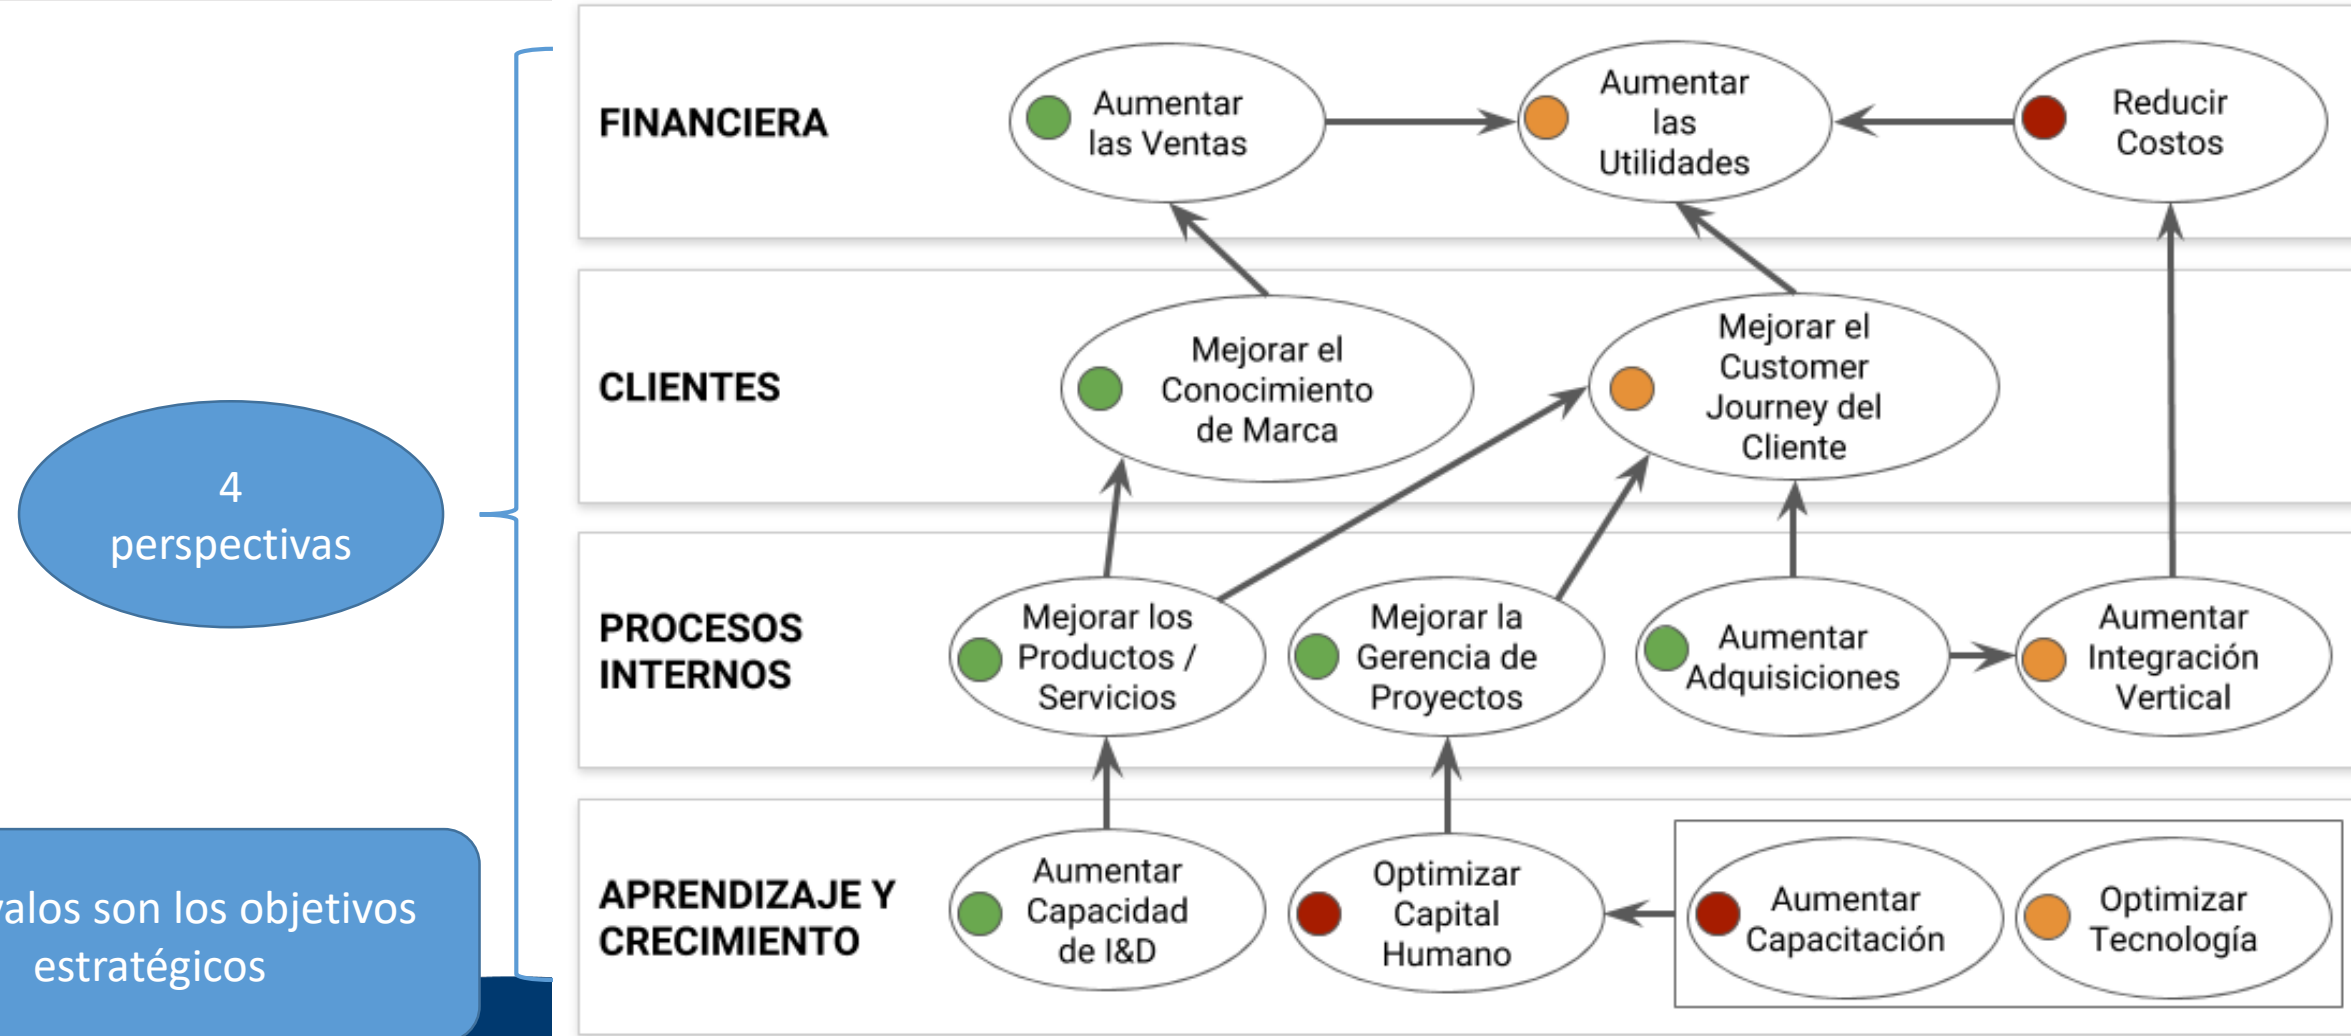 4
perspectivas
valos son los objetivos
estratégicos
FINANCIERA
Aumentar
las Ventas
Aumentar
las
Utilidades
Reducir
Costos
CLIENTES
Mejorar el
Conocimiento
de Marca
Mejorar el
Customer
Journey del
Cliente
PROCESOS
INTERNOS
Mejorar los
Productos /
Servicios
Mejorar la
Gerencia de
Proyectos
Aumentar
Adquisiciones
Aumentar
Integración
Vertical
APRENDIZAJE Y
CRECIMIENTO
Aumentar
Capacidad
de I&D
Optimizar
Capital
Humano
Aumentar
Capacitación
Optimizar
Tecnología